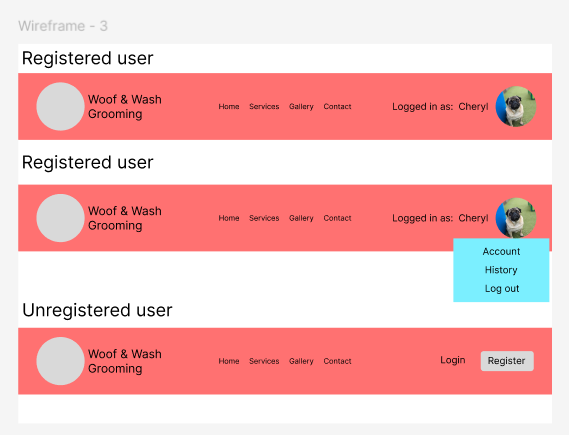 Wireframe - 3
Registered user
Woof & Wash
Grooming
Home Services Gallery Contact
Logged in as: Cheryl
Registered user
Woof & Wash
Grooming
Home Services Gallery Contact
Logged in as: Cheryl
Account
History
Log out
Unregistered user
Woof & Wash
Grooming
Home Services Gallery Contact
Login
Register